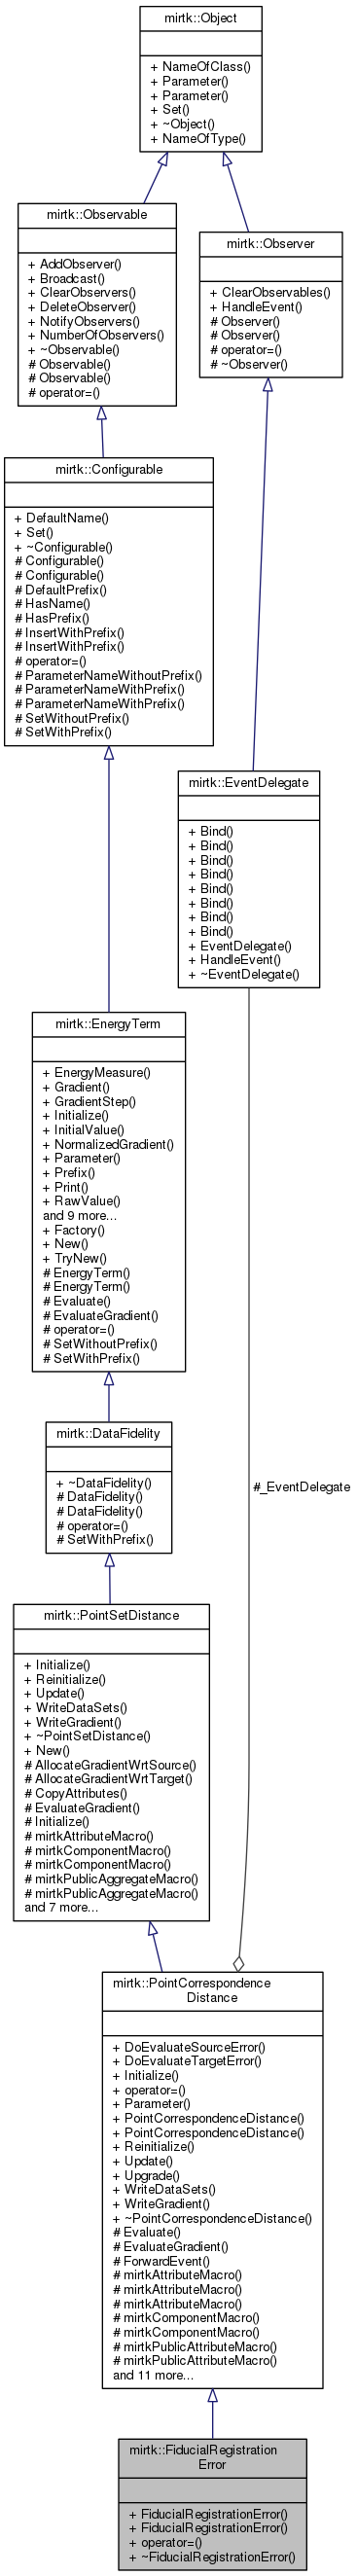 mirtk::Object
+ NameOfClass()
+ Parameter()
+ Parameter()
+ Set()
+ ~Object()
+ NameOfType()
mirtk::Observable
+ AddObserver()
+ Broadcast()
+ ClearObservers()
+ DeleteObserver()
+ NotifyObservers()
+ NumberOfObservers()
+ ~Observable()
# Observable()
# Observable()
# operator=()
mirtk::Observer
+ ClearObservables()
+ HandleEvent()
# Observer()
# Observer()
# operator=()
# ~Observer()
mirtk::Configurable
+ DefaultName()
+ Set()
+ ~Configurable()
# Configurable()
# Configurable()
# DefaultPrefix()
# HasName()
# HasPrefix()
# InsertWithPrefix()
# InsertWithPrefix()
# operator=()
# ParameterNameWithoutPrefix()
# ParameterNameWithPrefix()
# ParameterNameWithPrefix()
# SetWithoutPrefix()
# SetWithPrefix()
mirtk::EventDelegate
+ Bind()
+ Bind()
+ Bind()
+ Bind()
+ Bind()
+ Bind()
+ Bind()
+ Bind()
+ EventDelegate()
+ HandleEvent()
+ ~EventDelegate()
mirtk::EnergyTerm
+ EnergyMeasure()
+ Gradient()
+ GradientStep()
+ Initialize()
+ InitialValue()
+ NormalizedGradient()
+ Parameter()
+ Prefix()
+ Print()
+ RawValue()
and 9 more...
+ Factory()
+ New()
+ TryNew()
# EnergyTerm()
# EnergyTerm()
# Evaluate()
# EvaluateGradient()
# operator=()
# SetWithoutPrefix()
# SetWithPrefix()
mirtk::DataFidelity
+ ~DataFidelity()
# DataFidelity()
# DataFidelity()
# operator=()
# SetWithPrefix()
#_EventDelegate
mirtk::PointSetDistance
+ Initialize()
+ Reinitialize()
+ Update()
+ WriteDataSets()
+ WriteGradient()
+ ~PointSetDistance()
+ New()
# AllocateGradientWrtSource()
# AllocateGradientWrtTarget()
# CopyAttributes()
# EvaluateGradient()
# Initialize()
# mirtkAttributeMacro()
# mirtkComponentMacro()
# mirtkComponentMacro()
# mirtkPublicAggregateMacro()
# mirtkPublicAggregateMacro()
and 7 more...
mirtk::PointCorrespondence
Distance
+ DoEvaluateSourceError()
+ DoEvaluateTargetError()
+ Initialize()
+ operator=()
+ Parameter()
+ PointCorrespondenceDistance()
+ PointCorrespondenceDistance()
+ Reinitialize()
+ Update()
+ Upgrade()
+ WriteDataSets()
+ WriteGradient()
+ ~PointCorrespondenceDistance()
# Evaluate()
# EvaluateGradient()
# ForwardEvent()
# mirtkAttributeMacro()
# mirtkAttributeMacro()
# mirtkAttributeMacro()
# mirtkComponentMacro()
# mirtkComponentMacro()
# mirtkPublicAttributeMacro()
# mirtkPublicAttributeMacro()
and 11 more...
mirtk::FiducialRegistration
Error
+ FiducialRegistrationError()
+ FiducialRegistrationError()
+ operator=()
+ ~FiducialRegistrationError()